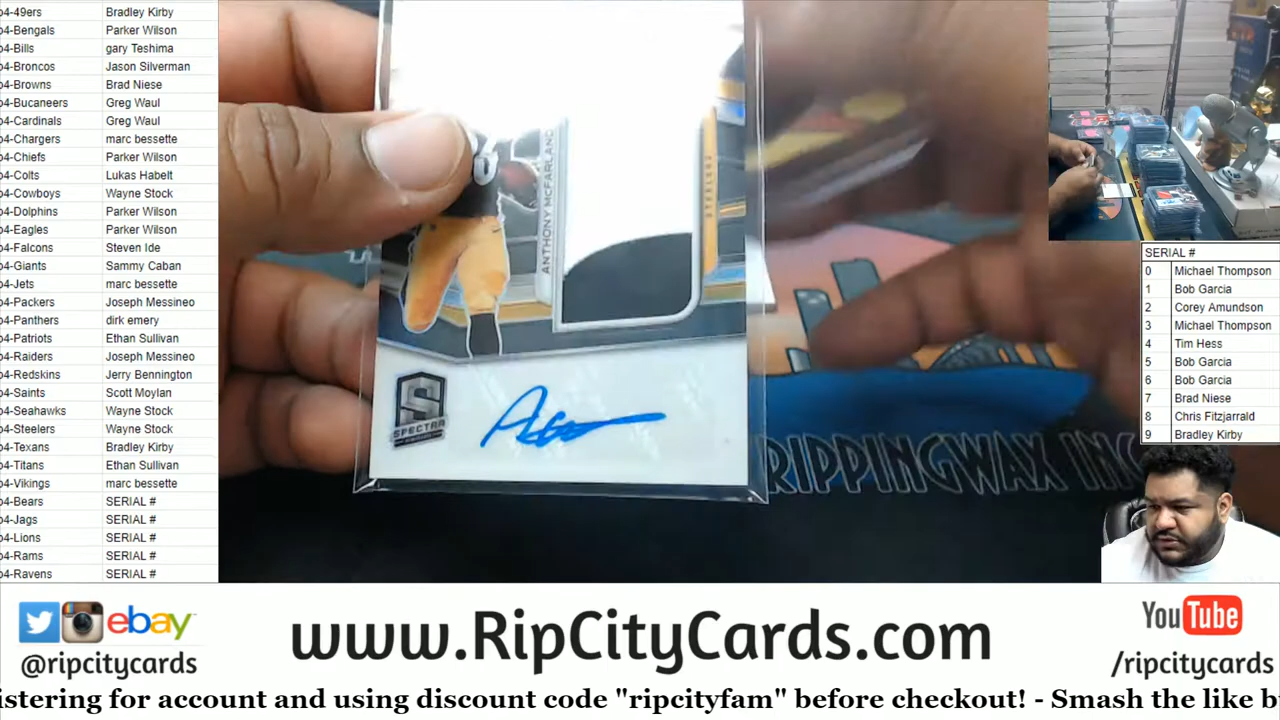 04-49ers Bradley Kirby
04-Bengals Parker Wilson
04-Bills gary Teshima
04-Broncos Jason Silverman
04-Browns Brad Niese
04-Bucaneers Greg Waul
04-Cardinals Greg Waul
04-Chargers marc bessette
04-Chiefs Parker Wilson
04-Colts Lukas Habelt
04-Cowboys Wayne Stock
04-Dolphins Parker Wilson
04-Eagles Parker Wilson
04-Falcons Steven Ide
04-Giants Sammy Caban
04-Jets marc bessette
04-Packers Joseph Messineo
04-Panthers dirk emery
04-Patriots Ethan Sullivan
04-Raiders Joseph Messineo
04-Redskins Jerry Bennington
04-Saints Scott Moylan
04-Seahawks Wayne Stock
04-Steelers Wayne Stock
04-Texans Bradley Kirby
04-Titans Ethan Sullivan
04-Vikings marc bessette
04-Bears SERIAL #
04-Jags SERIAL #
04-Lions SERIAL #
04-Rams SERIAL #
04-Ravens SERIAL #
ANTHONY MCFARLAND
STEELERS
SPECTRA
RIPPINGWAX INC
SERIAL #
0 Michael Thompson
1 Bob Garcia
2 Corey Amundson
3 Michael Thompson
4 Tim Hess
5 Bob Garcia
6 Bob Garcia
7 Brad Niese
8 Chris Fitzjarrald
9 Bradley Kirby
ebay
@ripcitycards
www.RipCityCards.com
YouTube
/ripcitycards
istering for account and using discount code "ripcityfam" before checkout! - Smash the like b